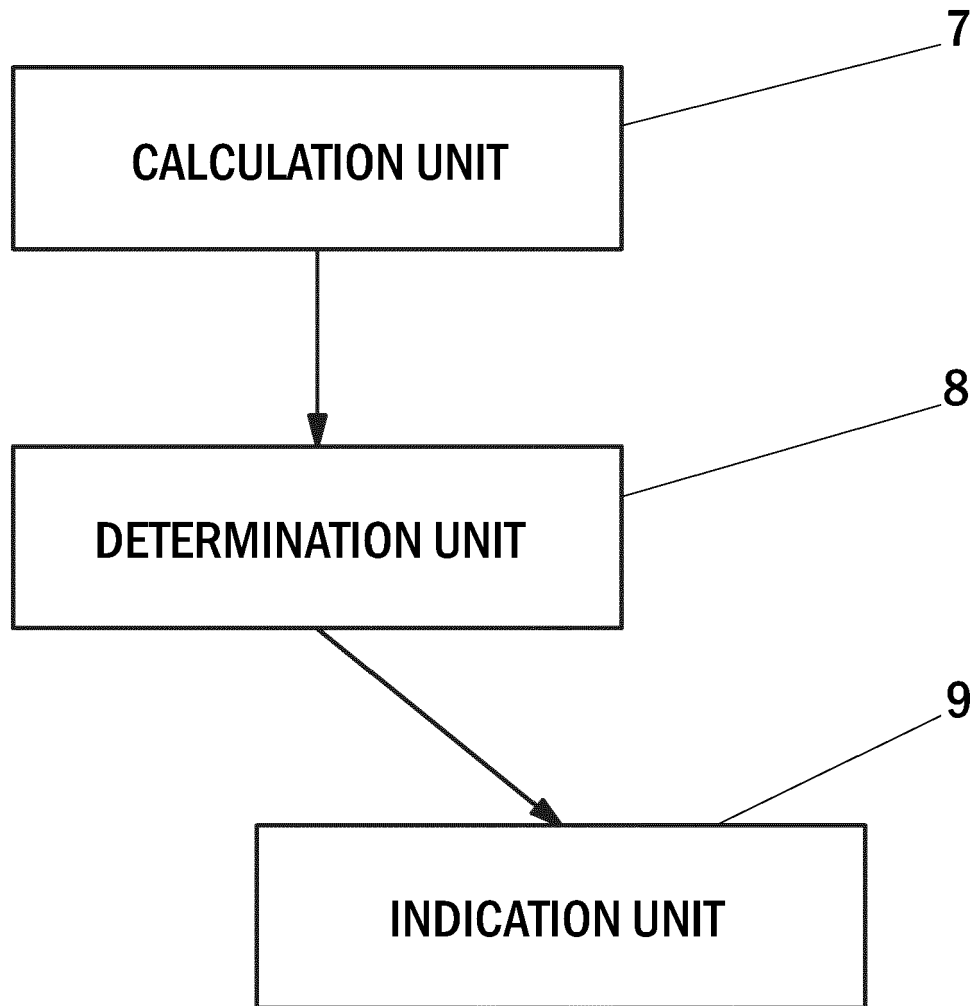 7
CALCULATION UNIT
8
DETERMINATION UNIT
9
INDICATION UNIT